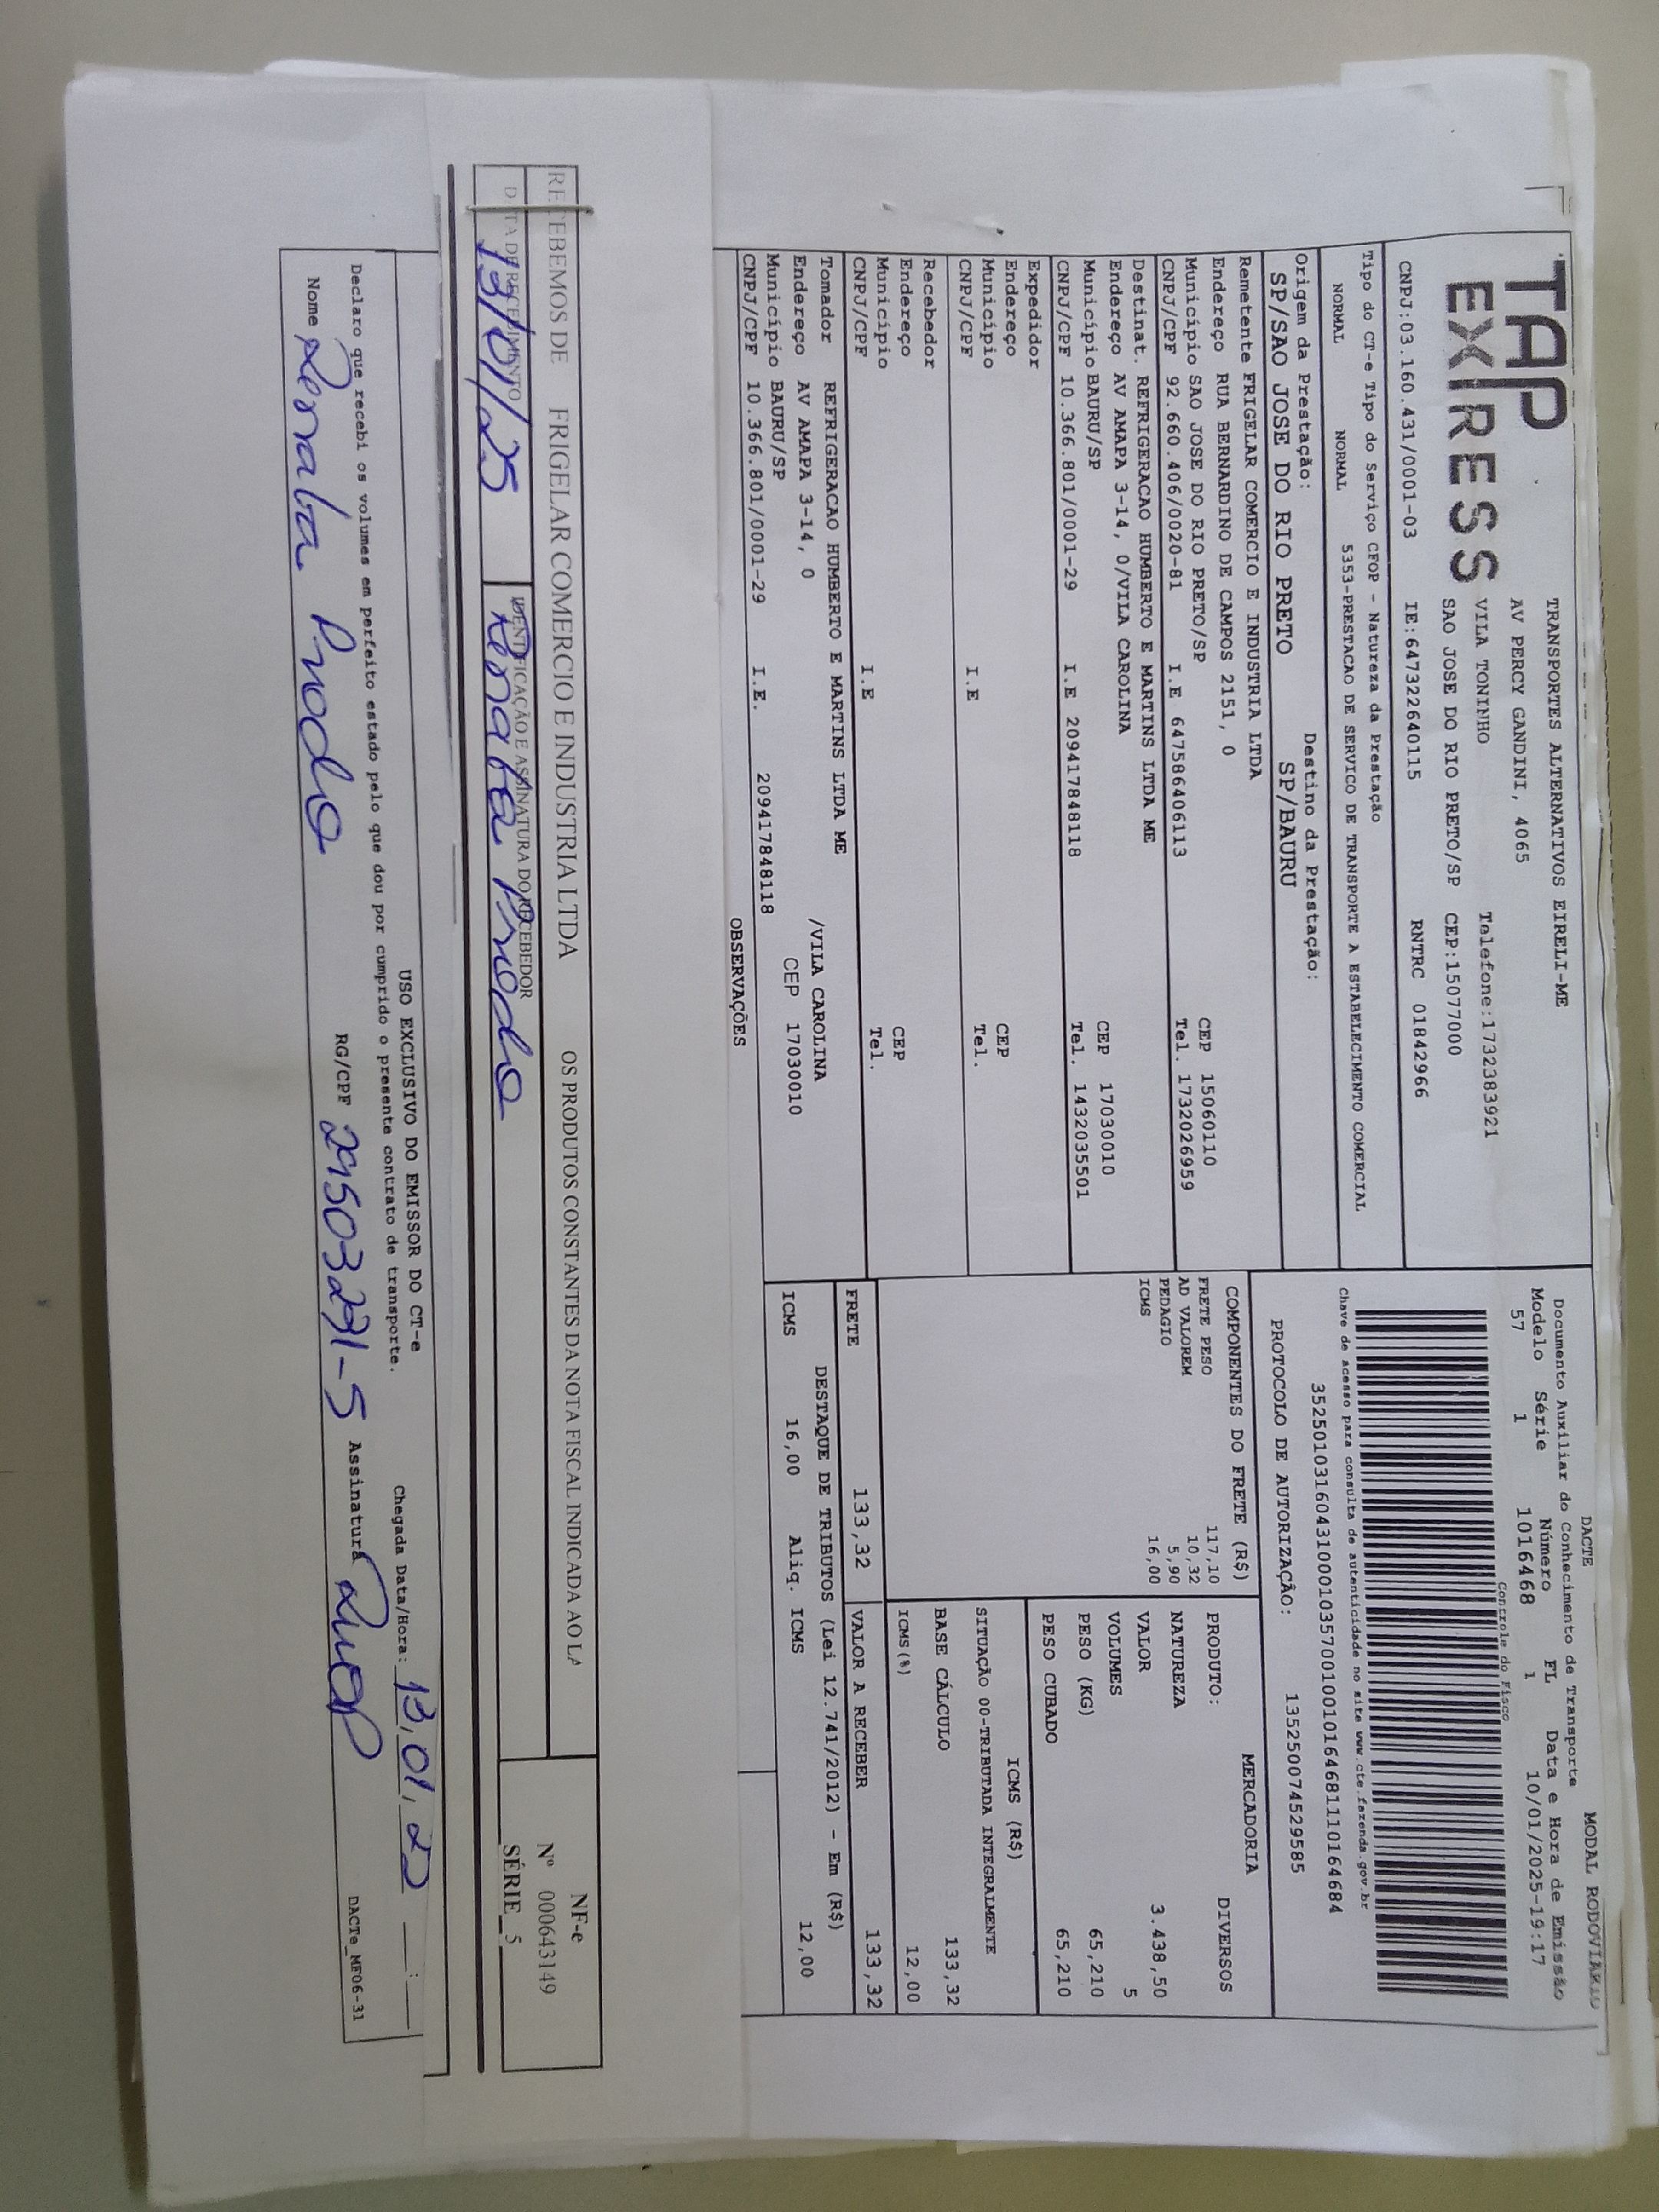 TAP
EXPRESS
TRANSPORTES ALTERNATIVOS EIRELI-ME
AV PERCY GANDINI, 4065
VILA TONINHO Telefone:1732383921
SAO JOSE DO RIO PRETO/SP CEP:15077000
CNPJ:03.160.431/0001-03 IE:647322640115 RNTRC 01842966
DACTE MODAL RODOVIÁRIO
Documento Auxiliar do Conhecimento de Transporte
Modelo Série Número FL Data e Hora de Emissão
57 1 1016468 1 10/01/2025-19:17
Controle do Fisco
Chave de acesso para consulta de autenticidade no site www.cte.fazenda.gov.br
35250103160431000103570010010164681110164684
PROTOCOLO DE AUTORIZAÇÃO: 135250074529585
Tipo do CT-e Tipo do Serviço CFOP - Natureza da Prestação
NORMAL NORMAL 5353-PRESTACAO DE SERVICO DE TRANSPORTE A ESTABELECIMENTO COMERCIAL
Origem da Prestação: Destino da Prestação:
SP/SAO JOSE DO RIO PRETO SP/BAURU
Remetente FRIGELAR COMERCIO E INDUSTRIA LTDA
Endereço RUA BERNARDINO DE CAMPOS 2151, 0 CEP 15060110
Município SAO JOSE DO RIO PRETO/SP Tel. 1732026959
CNPJ/CPF 92.660.406/0020-81 I.E 647586406113
Destinat. REFRIGERACAO HUMBERTO E MARTINS LTDA ME
Endereço AV AMAPA 3-14, 0/VILA CAROLINA CEP 17030010
Município BAURU/SP Tel. 1432035501
CNPJ/CPF 10.366.801/0001-29 I.E 209417848118
Expedidor
Endereço CEP
Município Tel.
CNPJ/CPF I.E
Recebedor
Endereço CEP
Município Tel.
CNPJ/CPF I.E
Tomador REFRIGERACAO HUMBERTO E MARTINS LTDA ME
Endereço AV AMAPA 3-14, 0 /VILA CAROLINA
Município BAURU/SP CEP 17030010
CNPJ/CPF 10.366.801/0001-29 I.E. 209417848118
COMPONENTES DO FRETE (R$)
FRETE PESO 117,10
AD VALOREM 10,32
PEDAGIO 5,90
ICMS 16,00
MERCADORIA
PRODUTO: DIVERSOS
NATUREZA
VALOR 3.438,50
VOLUMES 5
PESO (KG) 65,210
PESO CUBADO 65,210
ICMS (R$)
SITUAÇÃO 00-TRIBUTADA INTEGRALMENTE
BASE CÁLCULO 133,32
ICMS(%) 12,00
FRETE 133,32 VALOR A RECEBER 133,32
DESTAQUE DE TRIBUTOS (Lei 12.741/2012) - Em (R$)
ICMS 16,00 Aliq. ICMS 12,00
OBSERVAÇÕES
RECEBEMOS DE FRIGELAR COMERCIO E INDUSTRIA LTDA OS PRODUTOS CONSTANTES DA NOTA FISCAL INDICADA AO LA
DATA DE RECEBIMENTO IDENTIFICAÇÃO E ASSINATURA DO RECEBEDOR
13/01/25 Renata Prado
NF-e
Nº 000643149
SÉRIE 5
USO EXCLUSIVO DO EMISSOR DO CT-e
Declaro que recebi os volumes em perfeito estado pelo que dou por cumprido o presente contrato de transporte.
Chegada Data/Hora: 13,01, __:__
Nome Renata Prado RG/CPF Assinatura
DACTe_MF06-31